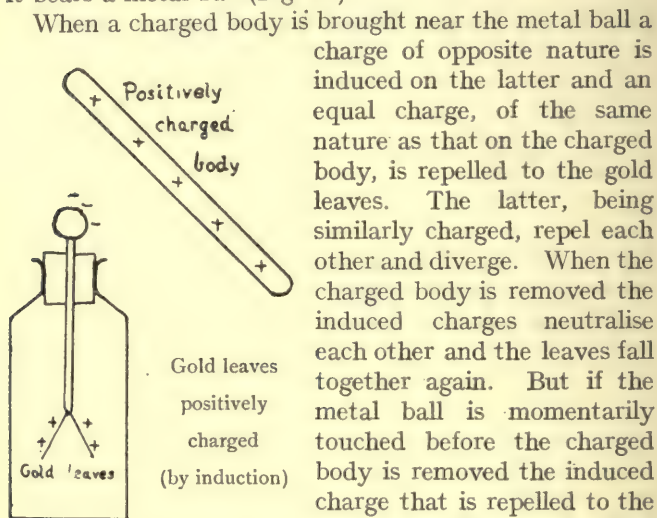 When a charged body is brought near the metal ball a
charge of opposite nature is
induced on the latter and an
equal charge, of the same
nature as that on the charged
body, is repelled to the gold
leaves. The latter, being
similarly charged, repel each
other and diverge. When the
charged body is removed the
induced charges neutralise
each other and the leaves fall
together again. But if the
metal ball is momentarily
touched before the charged
body is removed the induced
charge that is repelled to the
Positively
charged
body
+ + + + +
- - -
+ + + +
Gold leaves
Gold leaves
positively
charged
(by induction)